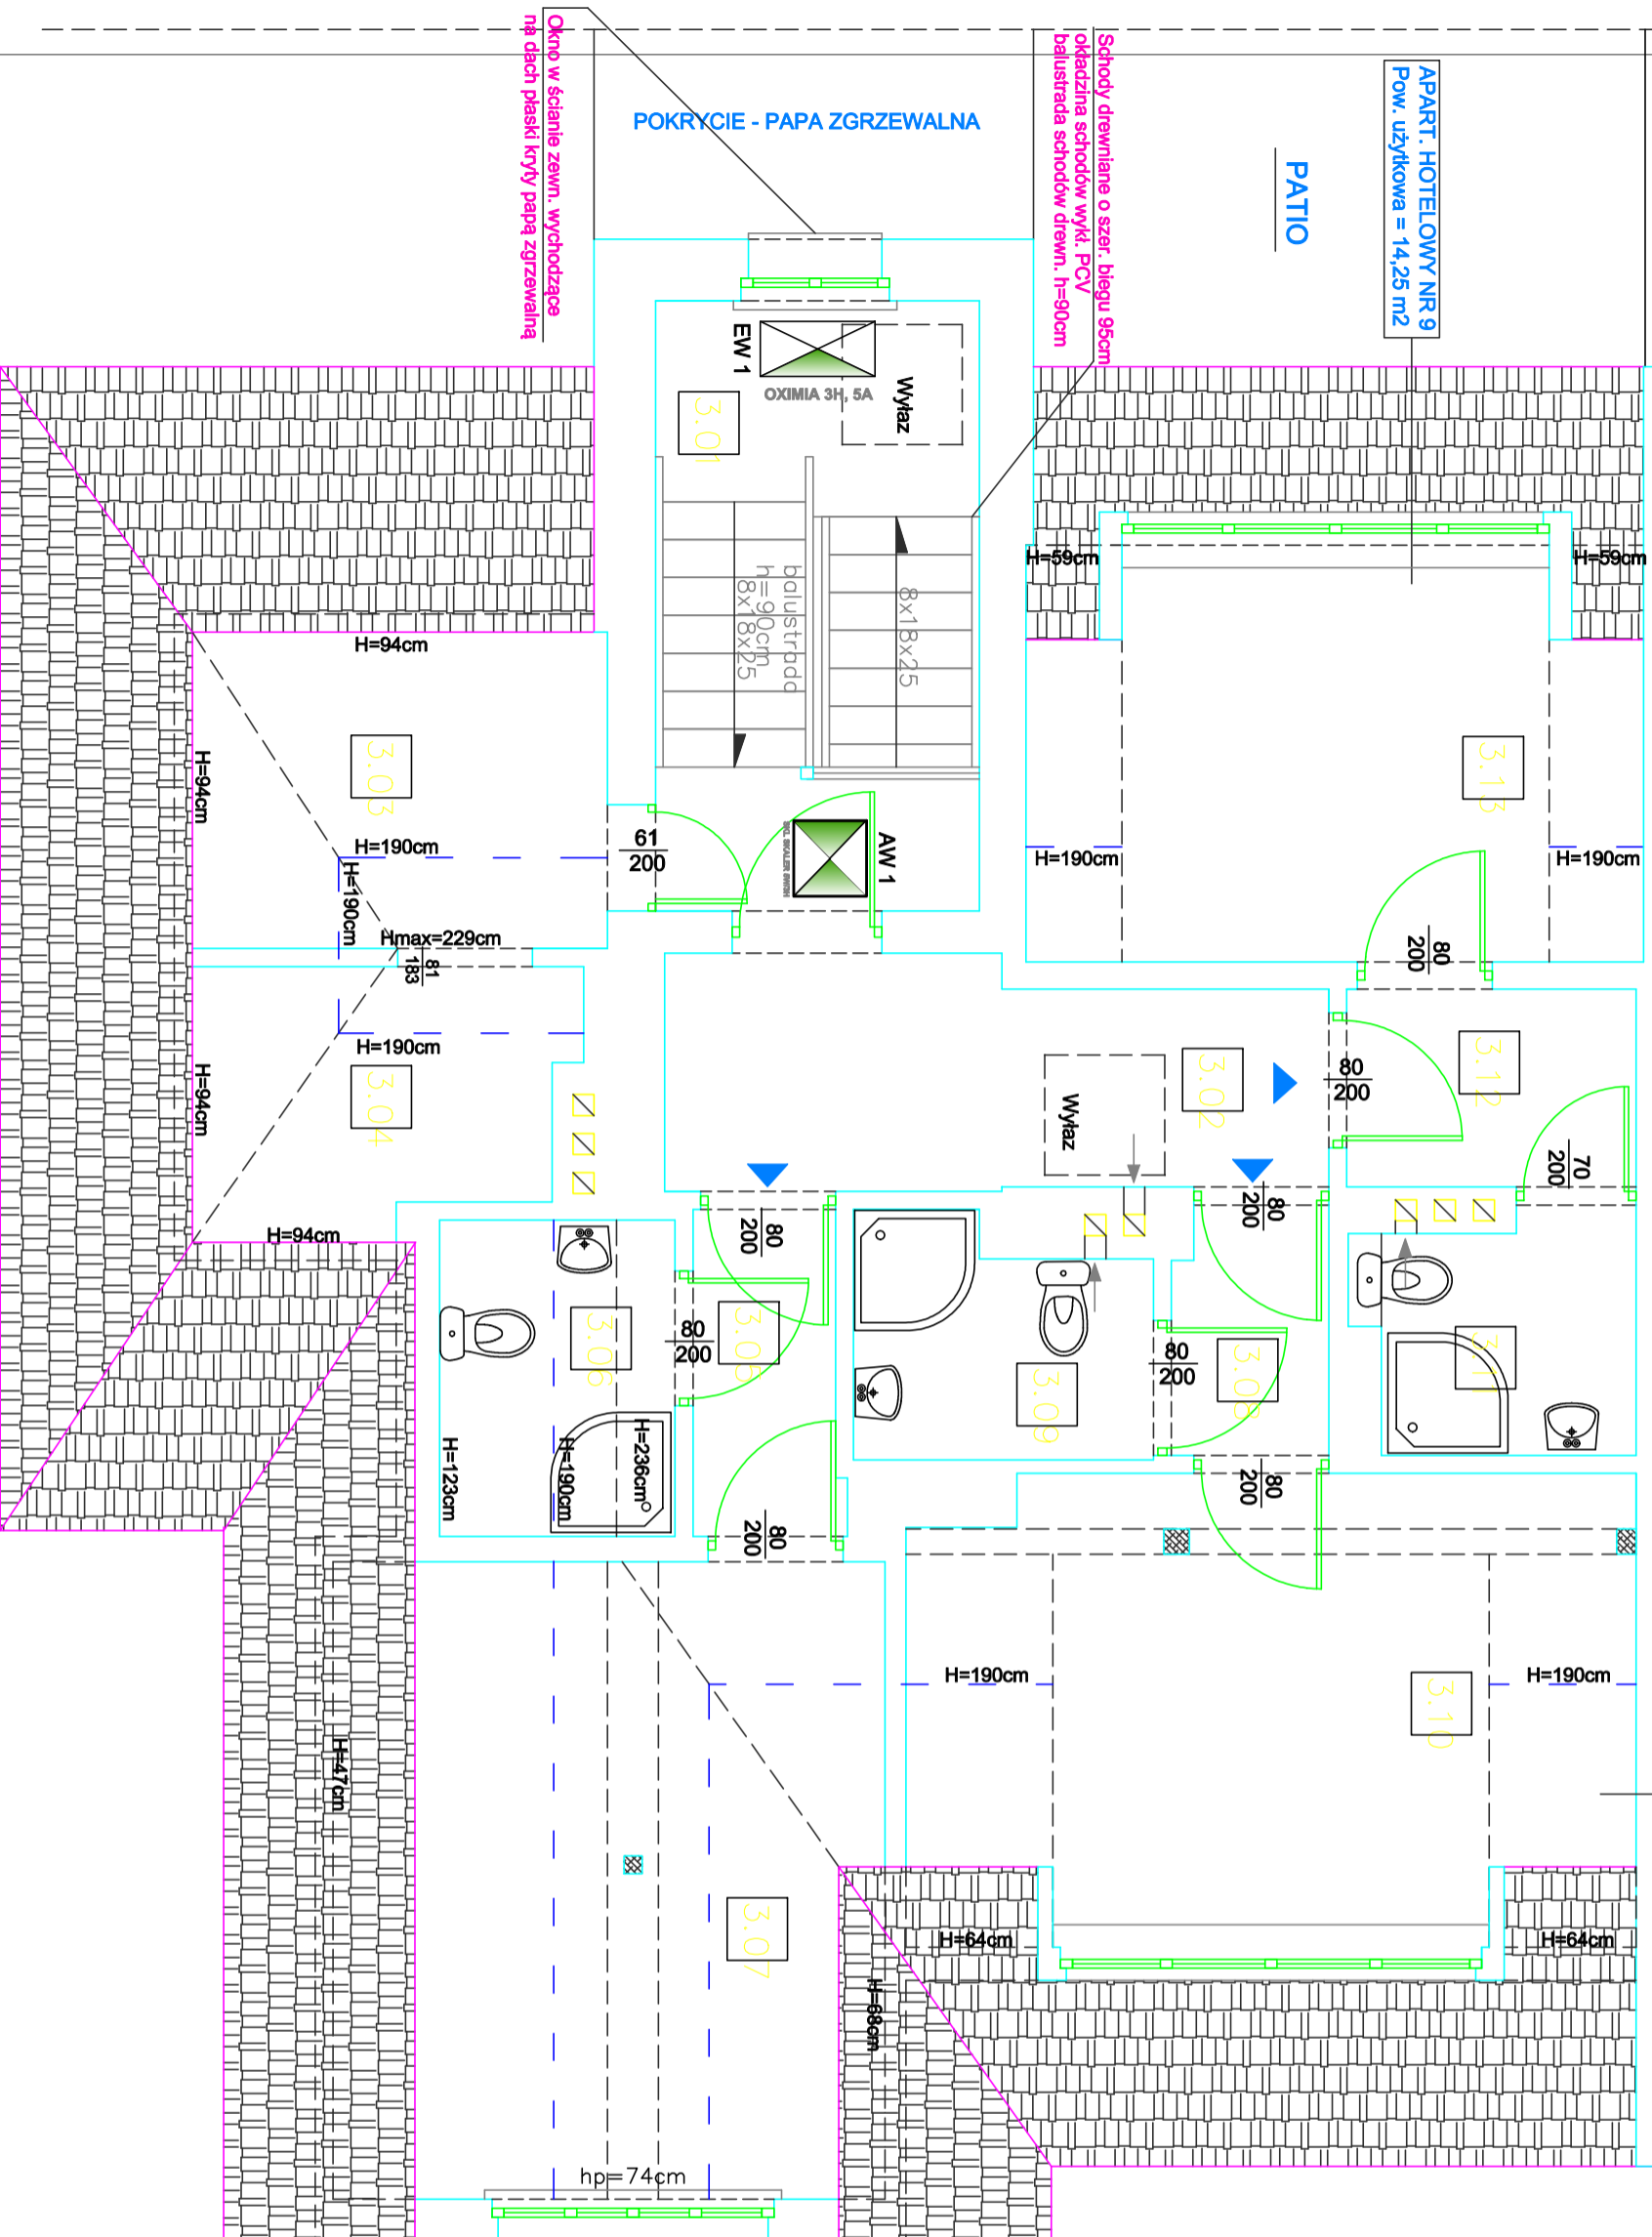 Okno w ścianie zewn. wychodzące
na dach płaski kryty papą zgrzewalną
POKRYCIE - PAPA ZGRZEWALNA
Schody drewniane o szer. biegu 95cm
okładzina schodów wykł. PCV
balustrada schodów drewn. h=90cm
PATIO
APART. HOTELOWY NR 9
Pow. użytkowa = 14,25 m2
EW 1
OXIMIA 3H, 5A
Wyłaz
3.01
balustrada
h=90cm
8x18x25
8x18x25
H=59cm
H=59cm
H=94cm
3.03
H=94cm
3.13
H=190cm
H=190cm
61
200
AW 1
H=190cm
H=190cm
H=190cm
Hmax=229cm
81
183
80
200
H=190cm
3.04
H=94cm
Wyłaz
3.02
80
200
3.12
70
200
H=94cm
80
200
80
200
3.06
80
200
3.05
80
200
3.08
3.11
3.09
H=123cm
H=190cm
H=236cm
80
200
80
200
H=190cm
3.10
H=190cm
H=47cm
3.07
H=64cm
H=64cm
H=68cm
hp=74cm